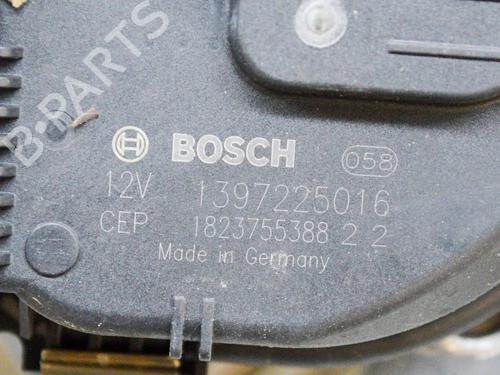 B-PARTS
BOSCH 058
12V 1397225016
CEP 1823755388 2 2
Made in Germany